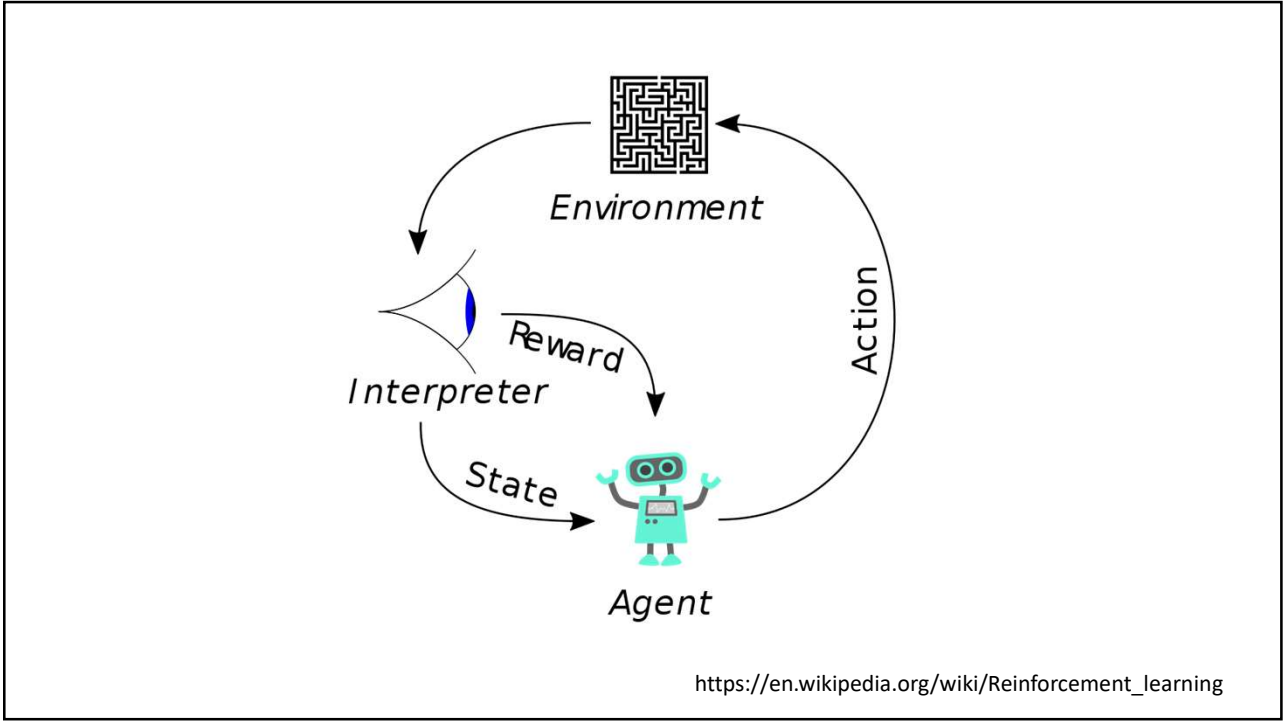 Environment
Reward
Interpreter
Action
State
Agent
https://en.wikipedia.org/wiki/Reinforcement_learning